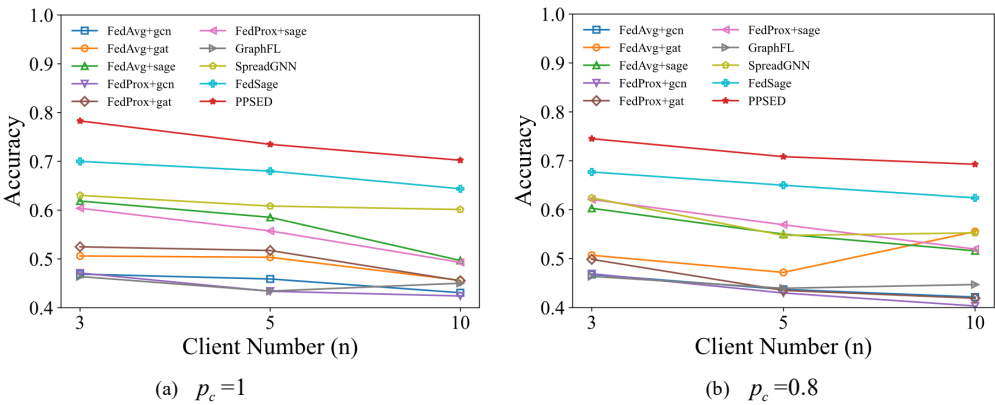 1.0
0.9
0.8
0.7
0.6
0.5
0.4
Accuracy
FedAvg+gcn
FedAvg+gat
FedAvg+sage
FedProx+gcn
FedProx+gat
FedProx+sage
GraphFL
SpreadGNN
FedSage
PPSED
3 5 10
Client Number (n)
(a) p_c =1
1.0
0.9
0.8
0.7
0.6
0.5
0.4
Accuracy
FedAvg+gcn
FedAvg+gat
FedAvg+sage
FedProx+gcn
FedProx+gat
FedProx+sage
GraphFL
SpreadGNN
FedSage
PPSED
3 5 10
Client Number (n)
(b) p_c =0.8